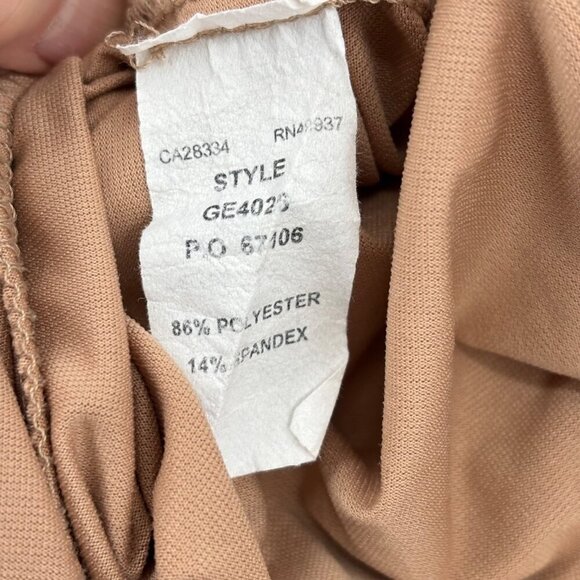 CA28334
STYLE
P.O. 67106
86% POLYESTER
14% SPANDEX